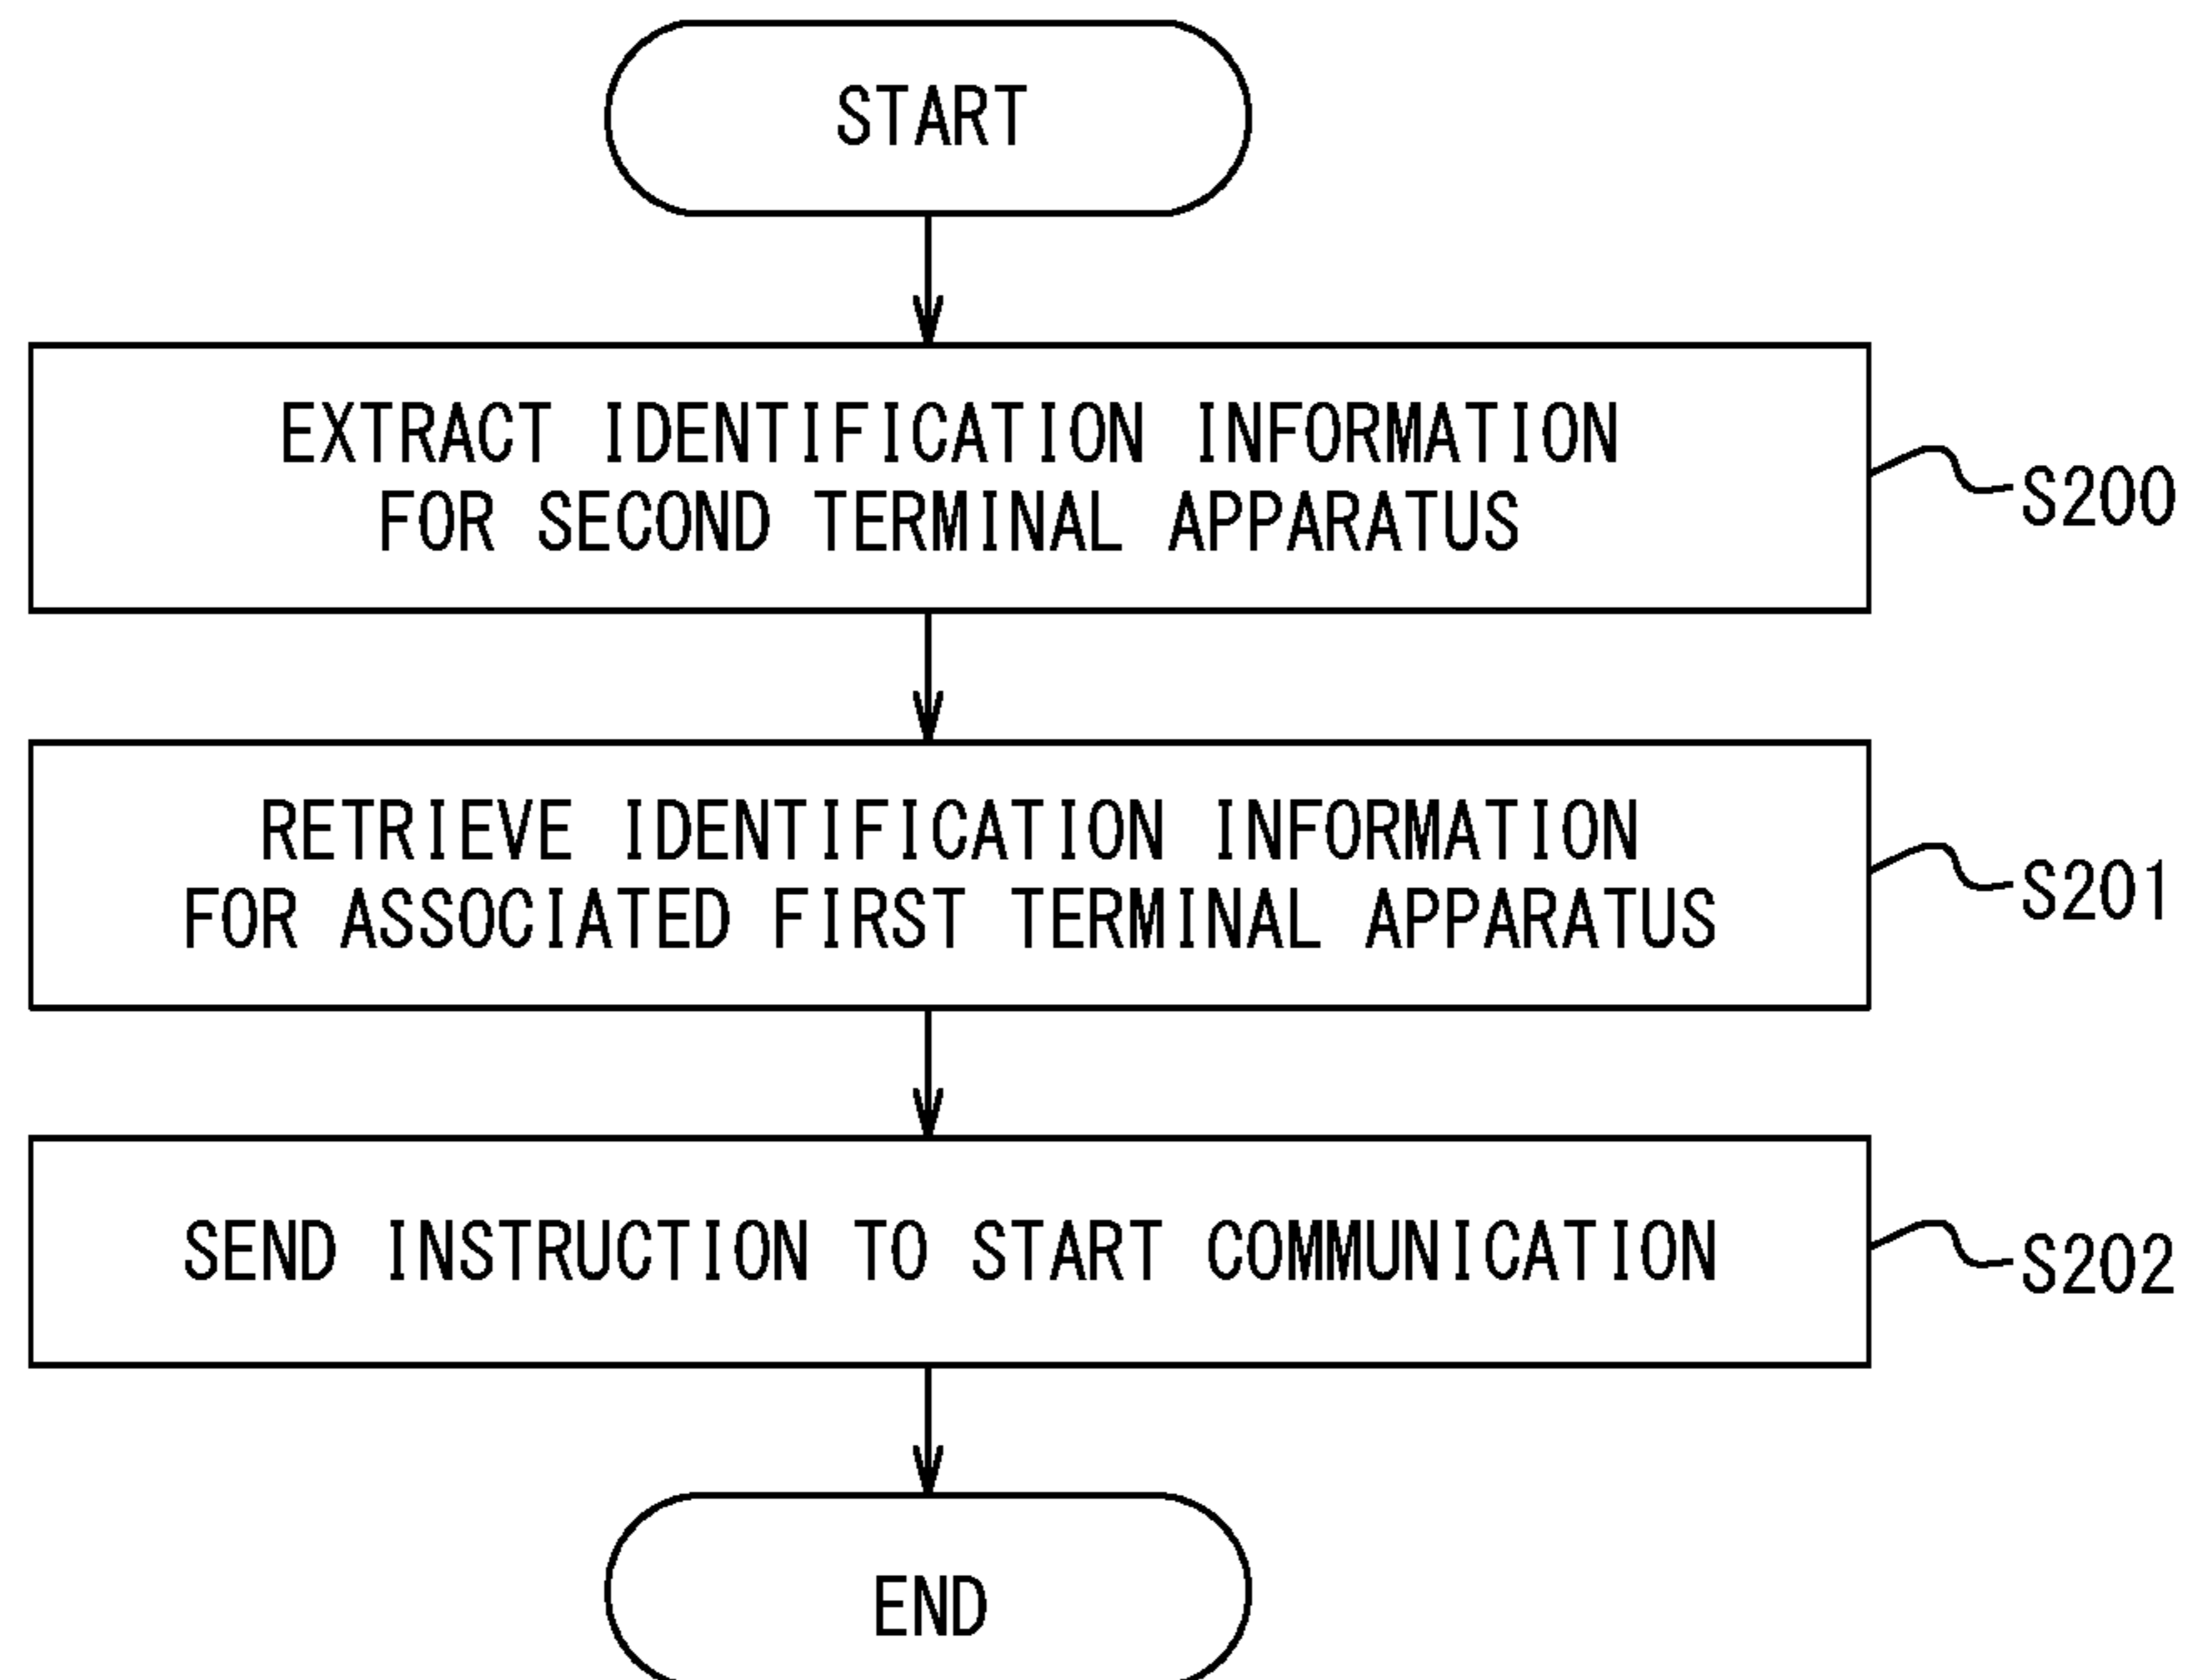 START
EXTRACT IDENTIFICATION INFORMATION
FOR SECOND TERMINAL APPARATUS
S200
RETRIEVE IDENTIFICATION INFORMATION
FOR ASSOCIATED FIRST TERMINAL APPARATUS
S201
SEND INSTRUCTION TO START COMMUNICATION
S202
END